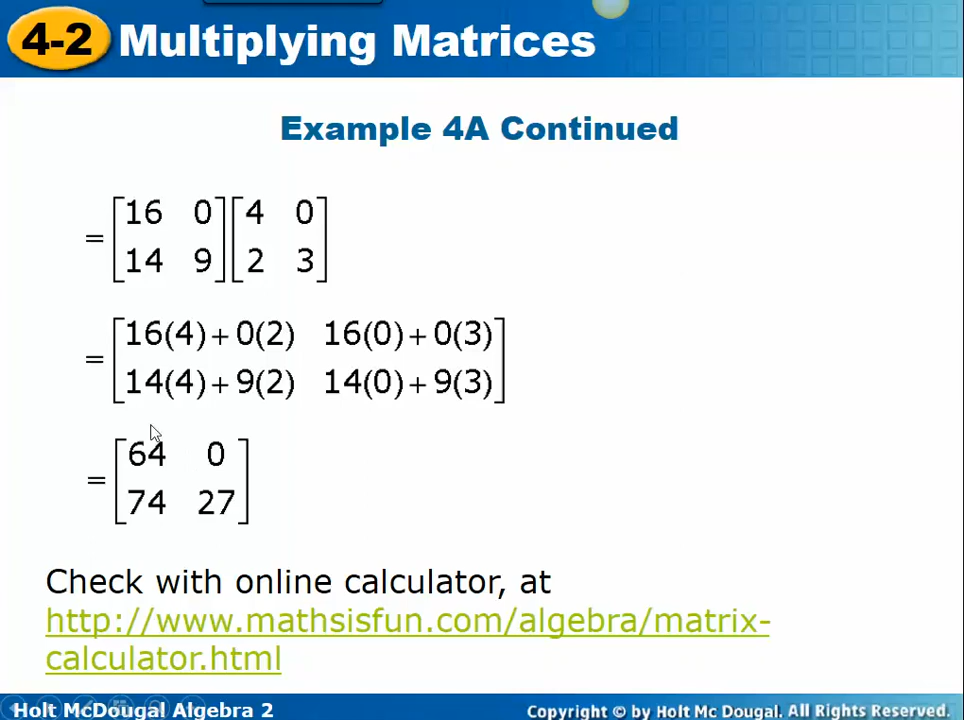 4-2 Multiplying Matrices
Example 4A Continued
= [16 0] [4 0]
[14 9] [2 3]
= [16(4)+0(2) 16(0)+0(3)]
[14(4)+9(2) 14(0)+9(3)]
= [64 0]
[74 27]
Check with online calculator, at
http://www.mathsisfun.com/algebra/matrix-
calculator.html
Holt McDougal Algebra 2 Copyright © by Holt Mc Dougal. All Rights Reserved.